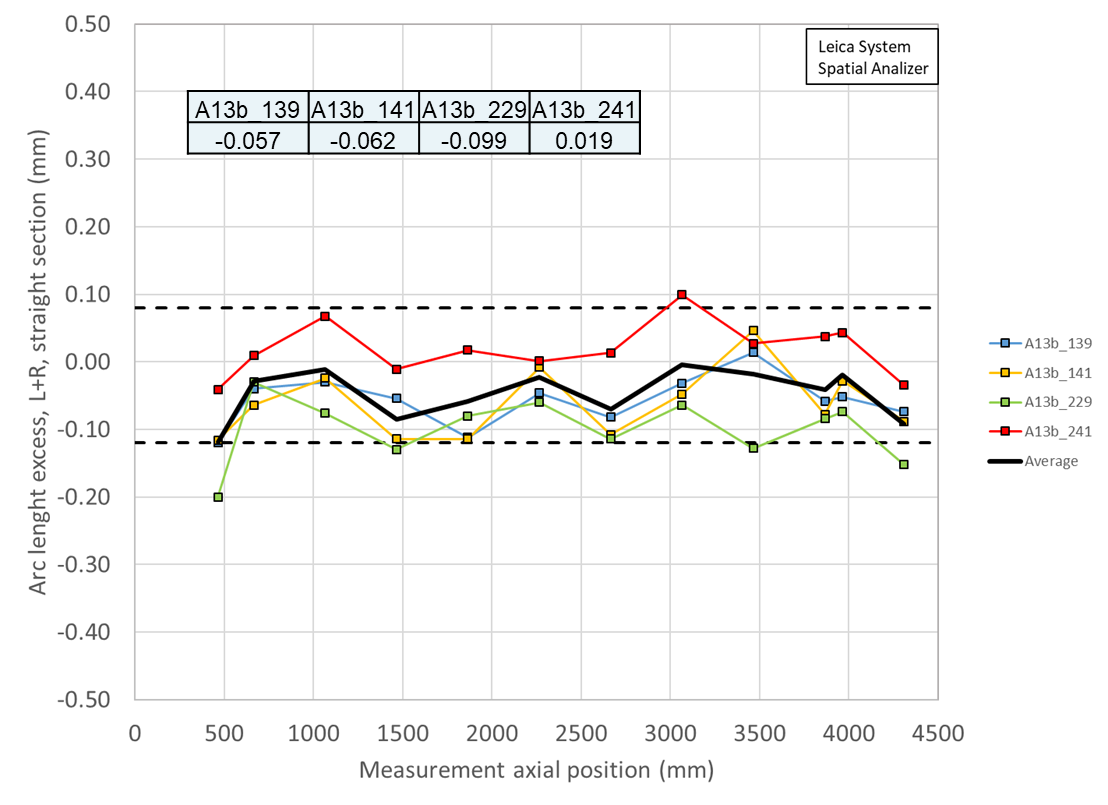 Leica System
Spatial Analizer
A13b_139 A13b_141 A13b_229 A13b_241
-0.057 -0.062 -0.099 0.019
Arc lenght excess, L+R, straight section (mm)
0.50
0.40
0.30
0.20
0.10
0.00
-0.10
-0.20
-0.30
-0.40
-0.50
0 500 1000 1500 2000 2500 3000 3500 4000 4500
Measurement axial position (mm)
A13b_139
A13b_141
A13b_229
A13b_241
Average